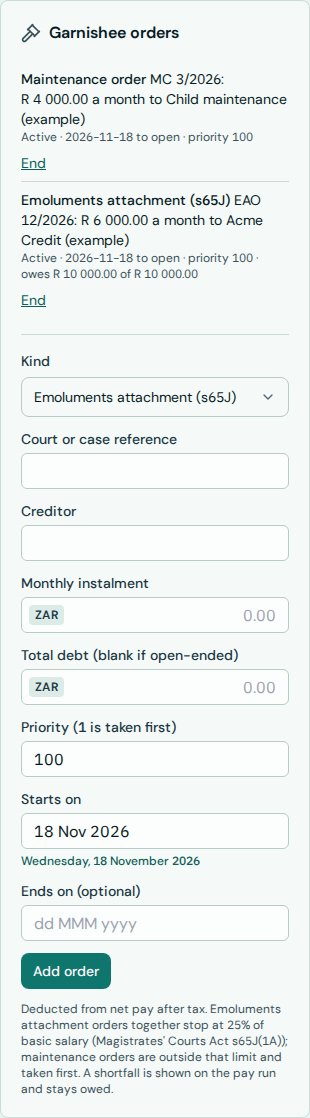 Garnishee orders
Maintenance order MC 3/2026:
R 4 000.00 a month to Child maintenance
(example)
Active · 2026-11-18 to open · priority 100
End
Emoluments attachment (s65J) EAO
12/2026: R 6 000.00 a month to Acme
Credit (example)
Active · 2026-11-18 to open · priority 100 ·
owes R 10 000.00 of R 10 000.00
End
Kind
Emoluments attachment (s65J)
Court or case reference
Creditor
Monthly instalment
ZAR 0.00
Total debt (blank if open-ended)
ZAR 0.00
Priority (1 is taken first)
100
Starts on
18 Nov 2026
Wednesday, 18 November 2026
Ends on (optional)
dd MMM yyyy
Add order
Deducted from net pay after tax. Emoluments
attachment orders together stop at 25% of
basic salary (Magistrates' Courts Act s65J(1A));
maintenance orders are outside that limit and
taken first. A shortfall is shown on the pay run
and stays owed.